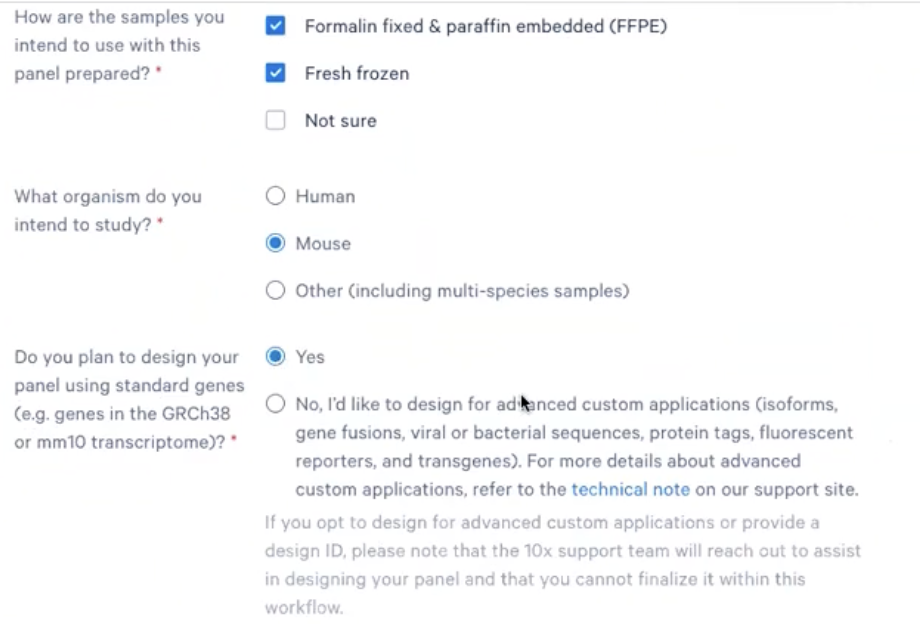 How are the samples you
intend to use with this
panel prepared? *
Formalin fixed & paraffin embedded (FFPE)
Fresh frozen
Not sure
What organism do you
intend to study? *
Human
Mouse
Other (including multi-species samples)
Do you plan to design your
panel using standard genes
(e.g. genes in the GRCh38
or mm10 transcriptome)? *
Yes
No, I'd like to design for advanced custom applications (isoforms,
gene fusions, viral or bacterial sequences, protein tags, fluorescent
reporters, and transgenes). For more details about advanced
custom applications, refer to the technical note on our support site.
If you opt to design for advanced custom applications or provide a
design ID, please note that the 10x support team will reach out to assist
in designing your panel and that you cannot finalize it within this
workflow.